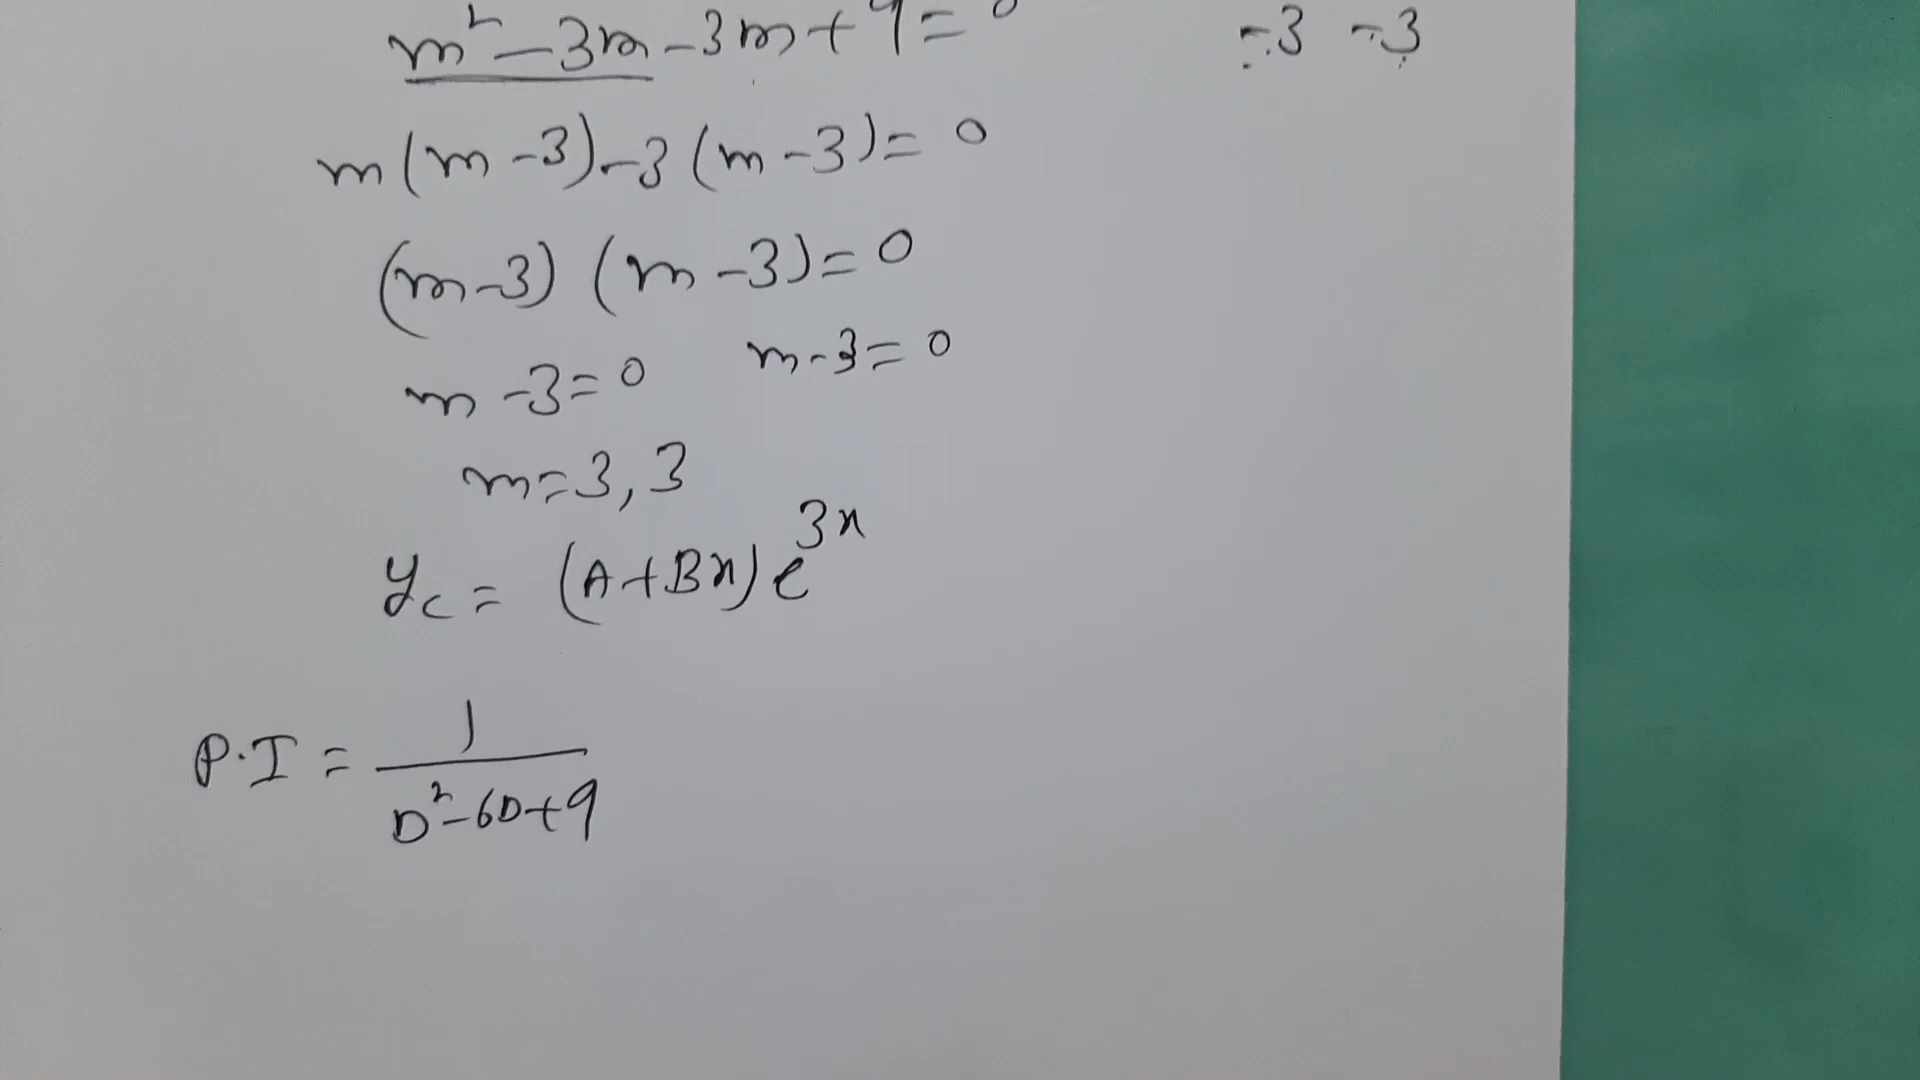 m² - 3m - 3m + 9 = 0
-3 -3
m(m - 3) - 3(m - 3) = 0
(m - 3) (m - 3) = 0
m - 3 = 0 m - 3 = 0
m = 3, 3
y_c = (A + Bx) e^{3x}
P.I = 1 / (D² - 6D + 9)